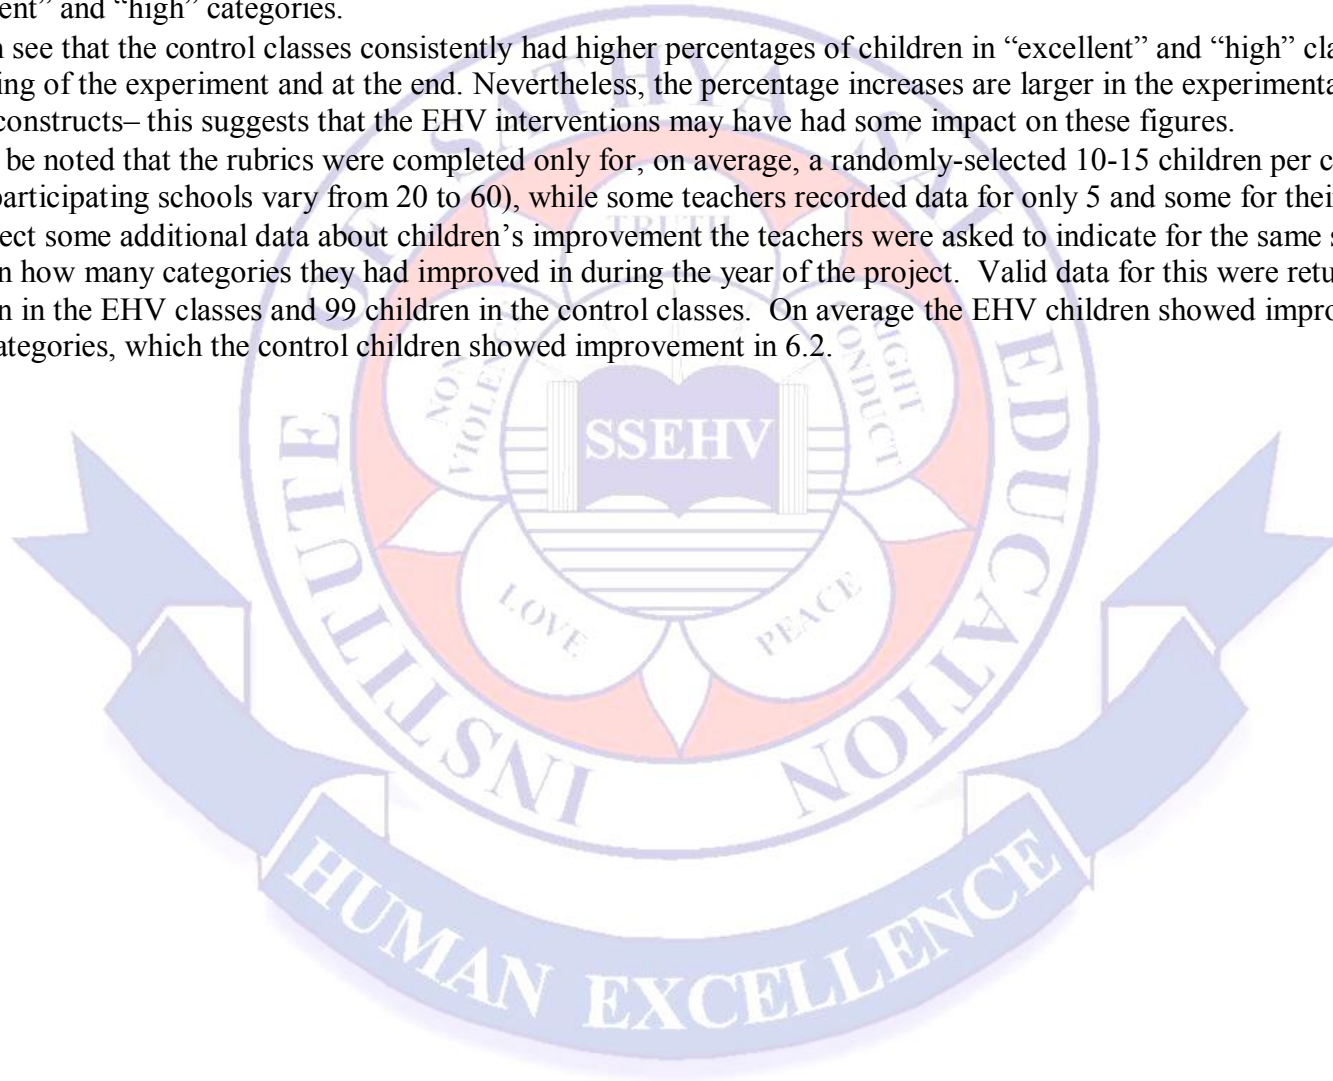 ent” and “high” categories.
n see that the control classes consistently had higher percentages of children in “excellent” and “high” cla
ing of the experiment and at the end. Nevertheless, the percentage increases are larger in the experimenta
constructs– this suggests that the EHV interventions may have had some impact on these figures.
be noted that the rubrics were completed only for, on average, a randomly-selected 10-15 children per c
participating schools vary from 20 to 60), while some teachers recorded data for only 5 and some for their
ect some additional data about children’s improvement the teachers were asked to indicate for the same s
n how many categories they had improved in during the year of the project.  Valid data for this were retu
n in the EHV classes and 99 children in the control classes.  On average the EHV children showed impro
ategories, which the control children showed improvement in 6.2.
INSTITUTE OF SATHYA SAI EDUCATION
TRUTH
NON
VIOLENCE
RIGHT
CONDUCT
SSEHV
LOVE
PEACE
HUMAN EXCELLENCE